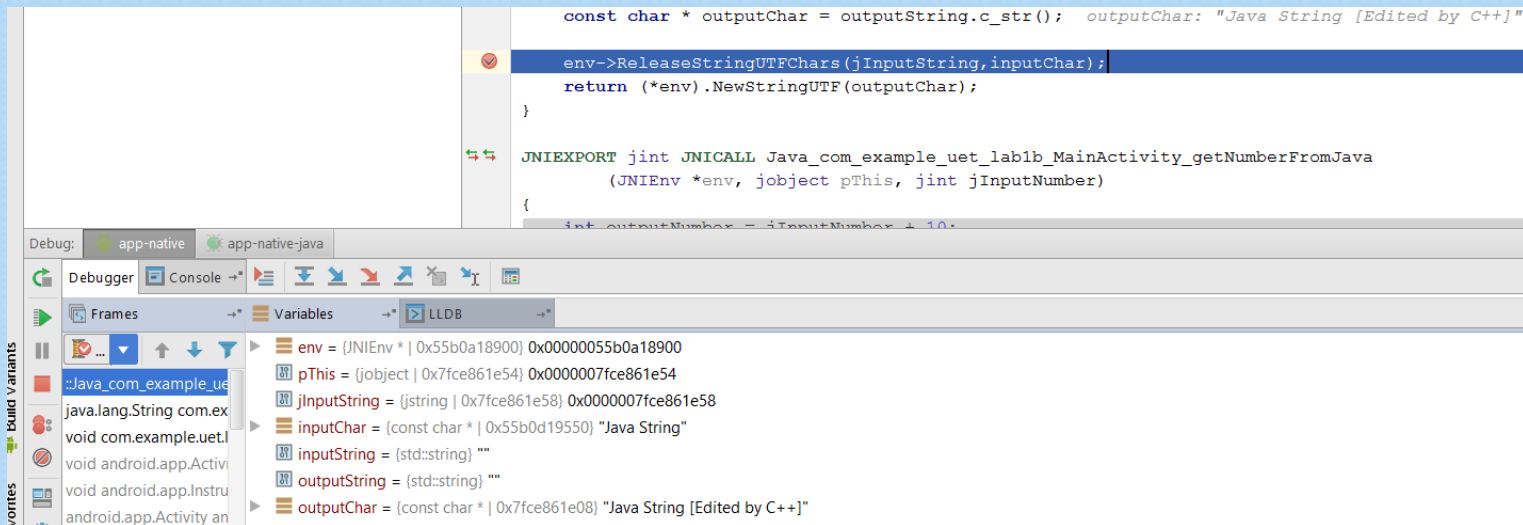 const char * outputChar = outputString.c_str();  outputChar: "Java String [Edited by C++]"
env->ReleaseStringUTFChars(jInputString,inputChar);
return (*env).NewStringUTF(outputChar);
}
JNIEXPORT jint JNICALL Java_com_example_uet_lab1b_MainActivity_getNumberFromJava
(JNIEnv *env, jobject pThis, jint jInputNumber)
{
int outputNumber = jInputNumber + 10;
Debug: app-native app-native-java
Debugger Console
Frames Variables LLDB
...
::Java_com_example_ue
java.lang.String com.ex
void com.example.uet.l
void android.app.Activi
void android.app.Instru
android.app.Activity an
env = {JNIEnv * | 0x55b0a18900} 0x00000055b0a18900
pThis = {jobject | 0x7fce861e54} 0x0000007fce861e54
jInputString = {jstring | 0x7fce861e58} 0x0000007fce861e58
inputChar = {const char * | 0x55b0d19550} "Java String"
inputString = {std::string} ""
outputString = {std::string} ""
outputChar = {const char * | 0x7fce861e08} "Java String [Edited by C++]"
Build Variants
vorites